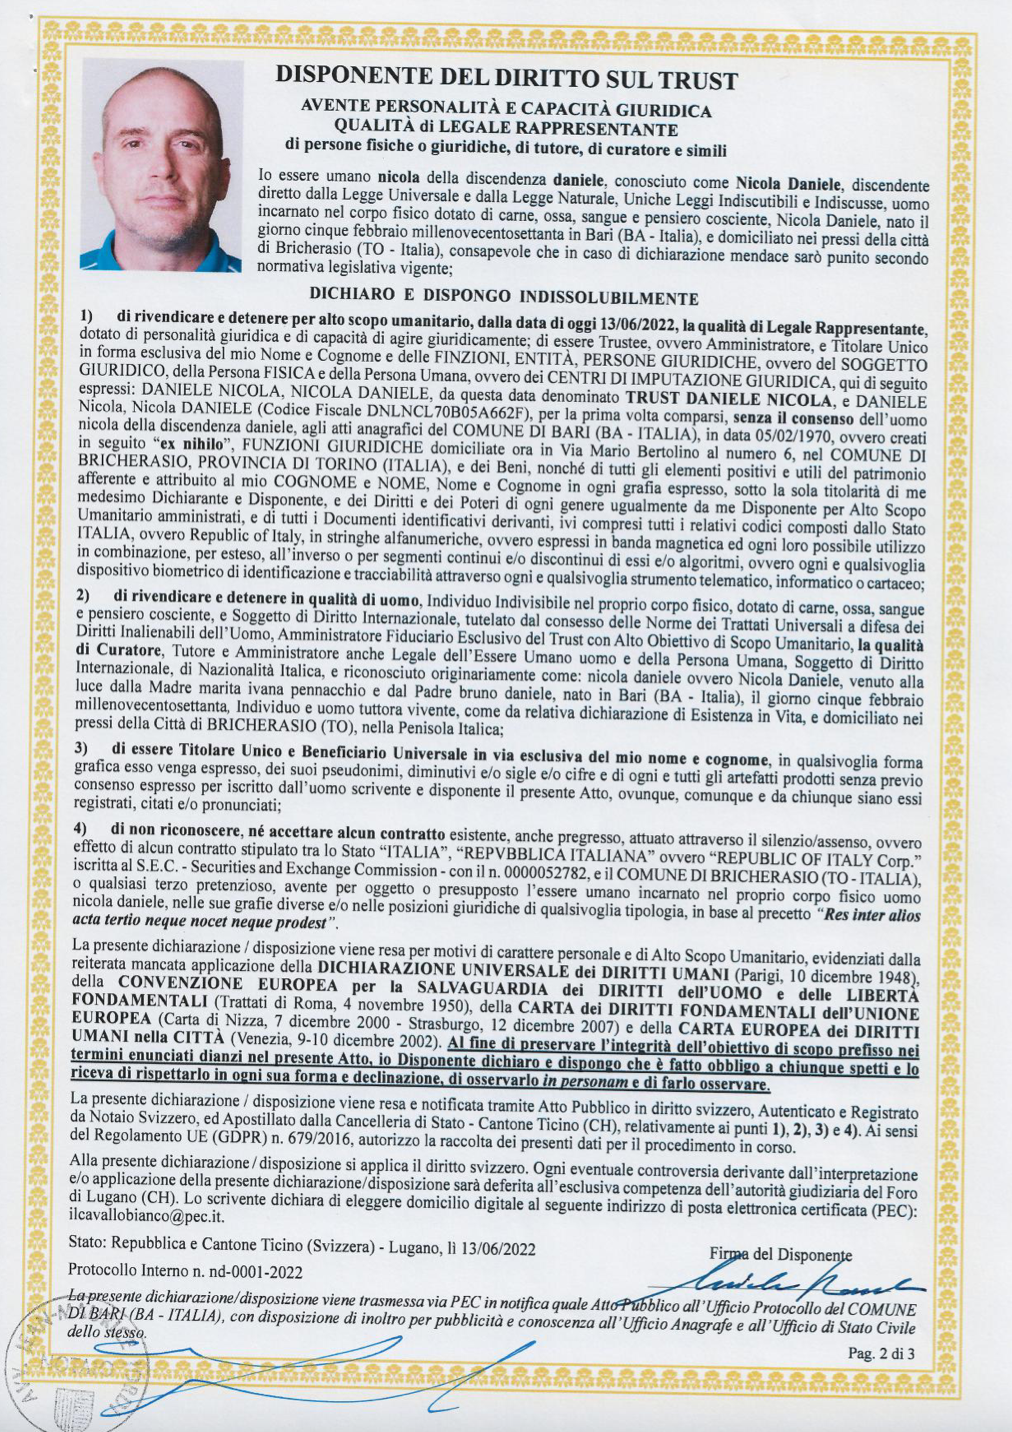 DISPONENTE DEL DIRITTO SUL TRUST
AVENTE PERSONALITÀ E CAPACITÀ GIURIDICA
QUALITÀ di LEGALE RAPPRESENTANTE
di persone fisiche o giuridiche, di tutore, di curatore e simili
Io essere umano nicola della discendenza daniele, conosciuto come Nicola Daniele, discendente
diretto dalla Legge Universale e dalla Legge Naturale, Uniche Leggi Indiscutibili e Indiscusse, uomo
incarnato nel corpo fisico dotato di carne, ossa, sangue e pensiero cosciente, Nicola Daniele, nato il
giorno cinque febbraio millenovecentosettanta in Bari (BA - Italia), e domiciliato nei pressi della città
di Bricherasio (TO - Italia), consapevole che in caso di dichiarazione mendace sarò punito secondo
normativa legislativa vigente;
DICHIARO E DISPONGO INDISSOLUBILMENTE
1) di rivendicare e detenere per alto scopo umanitario, dalla data di oggi 13/06/2022, la qualità di Legale Rappresentante,
dotato di personalità giuridica e di capacità di agire giuridicamente; di essere Trustee, ovvero Amministratore, e Titolare Unico
in forma esclusiva del mio Nome e Cognome e delle FINZIONI, ENTITÀ, PERSONE GIURIDICHE, ovvero del SOGGETTO
GIURIDICO, della Persona FISICA e della Persona Umana, ovvero dei CENTRI DI IMPUTAZIONE GIURIDICA, qui di seguito
espressi: DANIELE NICOLA, NICOLA DANIELE, da questa data denominato TRUST DANIELE NICOLA, e DANIELE
Nicola, Nicola DANIELE (Codice Fiscale DNLNCL70B05A662F), per la prima volta comparsi, senza il consenso dell'uomo
nicola della discendenza daniele, agli atti anagrafici del COMUNE DI BARI (BA - ITALIA), in data 05/02/1970, ovvero creati
in seguito "ex nihilo", FUNZIONI GIURIDICHE domiciliate ora in Via Mario Bertolino al numero 6, nel COMUNE DI
BRICHERASIO, PROVINCIA DI TORINO (ITALIA), e dei Beni, nonché di tutti gli elementi positivi e utili del patrimonio
afferente e attribuito al mio COGNOME e NOME, Nome e Cognome in ogni grafia espresso, sotto la sola titolarità di me
medesimo Dichiarante e Disponente, e dei Diritti e dei Poteri di ogni genere ugualmente da me Disponente per Alto Scopo
Umanitario amministrati, e di tutti i Documenti identificativi derivanti, ivi compresi tutti i relativi codici composti dallo Stato
ITALIA, ovvero Republic of Italy, in stringhe alfanumeriche, ovvero espressi in banda magnetica ed ogni loro possibile utilizzo
in combinazione, per esteso, all'inverso o per segmenti continui e/o discontinui di essi e/o algoritmi, ovvero ogni e qualsivoglia
dispositivo biometrico di identificazione e tracciabilità attraverso ogni e qualsivoglia strumento telematico, informatico o cartaceo;
2) di rivendicare e detenere in qualità di uomo, Individuo Indivisibile nel proprio corpo fisico, dotato di carne, ossa, sangue
e pensiero cosciente, e Soggetto di Diritto Internazionale, tutelato dal consesso delle Norme dei Trattati Universali a difesa dei
Diritti Inalienabili dell'Uomo, Amministratore Fiduciario Esclusivo del Trust con Alto Obiettivo di Scopo Umanitario, la qualità
di Curatore, Tutore e Amministratore anche Legale dell'Essere Umano uomo e della Persona Umana, Soggetto di Diritto
Internazionale, di Nazionalità Italica, e riconosciuto originariamente come: nicola daniele ovvero Nicola Daniele, venuto alla
luce dalla Madre marita ivana pennacchio e dal Padre bruno daniele, nato in Bari (BA - Italia), il giorno cinque febbraio
millenovecentosettanta, Individuo e uomo tuttora vivente, come da relativa dichiarazione di Esistenza in Vita, e domiciliato nei
pressi della Città di BRICHERASIO (TO), nella Penisola Italica;
3) di essere Titolare Unico e Beneficiario Universale in via esclusiva del mio nome e cognome, in qualsivoglia forma
grafica esso venga espresso, dei suoi pseudonimi, diminutivi e/o sigle e/o cifre e di ogni e tutti gli artefatti prodotti senza previo
consenso espresso per iscritto dall'uomo scrivente e disponente il presente Atto, ovunque, comunque e da chiunque siano essi
registrati, citati e/o pronunciati;
4) di non riconoscere, né accettare alcun contratto esistente, anche pregresso, attuato attraverso il silenzio/assenso, ovvero
effetto di alcun contratto stipulato tra lo Stato "ITALIA", "REPVBBLICA ITALIANA" ovvero "REPUBLIC OF ITALY Corp."
iscritta al S.E.C. - Securities and Exchange Commission - con il n. 0000052782, e il COMUNE DI BRICHERASIO (TO - ITALIA),
o qualsiasi terzo pretenzioso, avente per oggetto o presupposto l'essere umano incarnato nel proprio corpo fisico uomo
nicola daniele, nelle sue grafie diverse e/o nelle posizioni giuridiche di qualsivoglia tipologia, in base al precetto "Res inter alios
acta tertio neque nocet neque prodest".
La presente dichiarazione / disposizione viene resa per motivi di carattere personale e di Alto Scopo Umanitario, evidenziati dalla
reiterata mancata applicazione della DICHIARAZIONE UNIVERSALE dei DIRITTI UMANI (Parigi, 10 dicembre 1948),
della CONVENZIONE EUROPEA per la SALVAGUARDIA dei DIRITTI dell'UOMO e delle LIBERTÀ
FONDAMENTALI (Trattati di Roma, 4 novembre 1950), della CARTA dei DIRITTI FONDAMENTALI dell'UNIONE
EUROPEA (Carta di Nizza, 7 dicembre 2000 - Strasburgo, 12 dicembre 2007) e della CARTA EUROPEA dei DIRITTI
UMANI nella CITTÀ (Venezia, 9-10 dicembre 2002). Al fine di preservare l'integrità dell'obiettivo di scopo prefisso nei
termini enunciati dianzi nel presente Atto, io Disponente dichiaro e dispongo che è fatto obbligo a chiunque spetti e lo
riceva di rispettarlo in ogni sua forma e declinazione, di osservarlo in personam e di farlo osservare.
La presente dichiarazione / disposizione viene resa e notificata tramite Atto Pubblico in diritto svizzero, Autenticato e Registrato
da Notaio Svizzero, ed Apostillato dalla Cancelleria di Stato - Cantone Ticino (CH), relativamente ai punti 1), 2), 3) e 4). Ai sensi
del Regolamento UE (GDPR) n. 679/2016, autorizzo la raccolta dei presenti dati per il procedimento in corso.
Alla presente dichiarazione / disposizione si applica il diritto svizzero. Ogni eventuale controversia derivante dall'interpretazione
e/o applicazione della presente dichiarazione/disposizione sarà deferita all'esclusiva competenza dell'autorità giudiziaria del Foro
di Lugano (CH). Lo scrivente dichiara di eleggere domicilio digitale al seguente indirizzo di posta elettronica certificata (PEC):
ilcavallobianco@pec.it.
Stato: Repubblica e Cantone Ticino (Svizzera) - Lugano, lì 13/06/2022
Firma del Disponente
Protocollo Interno n. nd-0001-2022
La presente dichiarazione/disposizione viene trasmessa via PEC in notifica quale Atto Pubblico all'Ufficio Protocollo del COMUNE
DI BARI (BA - ITALIA), con disposizione di inoltro per pubblicità e conoscenza all'Ufficio Anagrafe e all'Ufficio di Stato Civile
dello stesso.
Pag. 2 di 3
NOTAIO